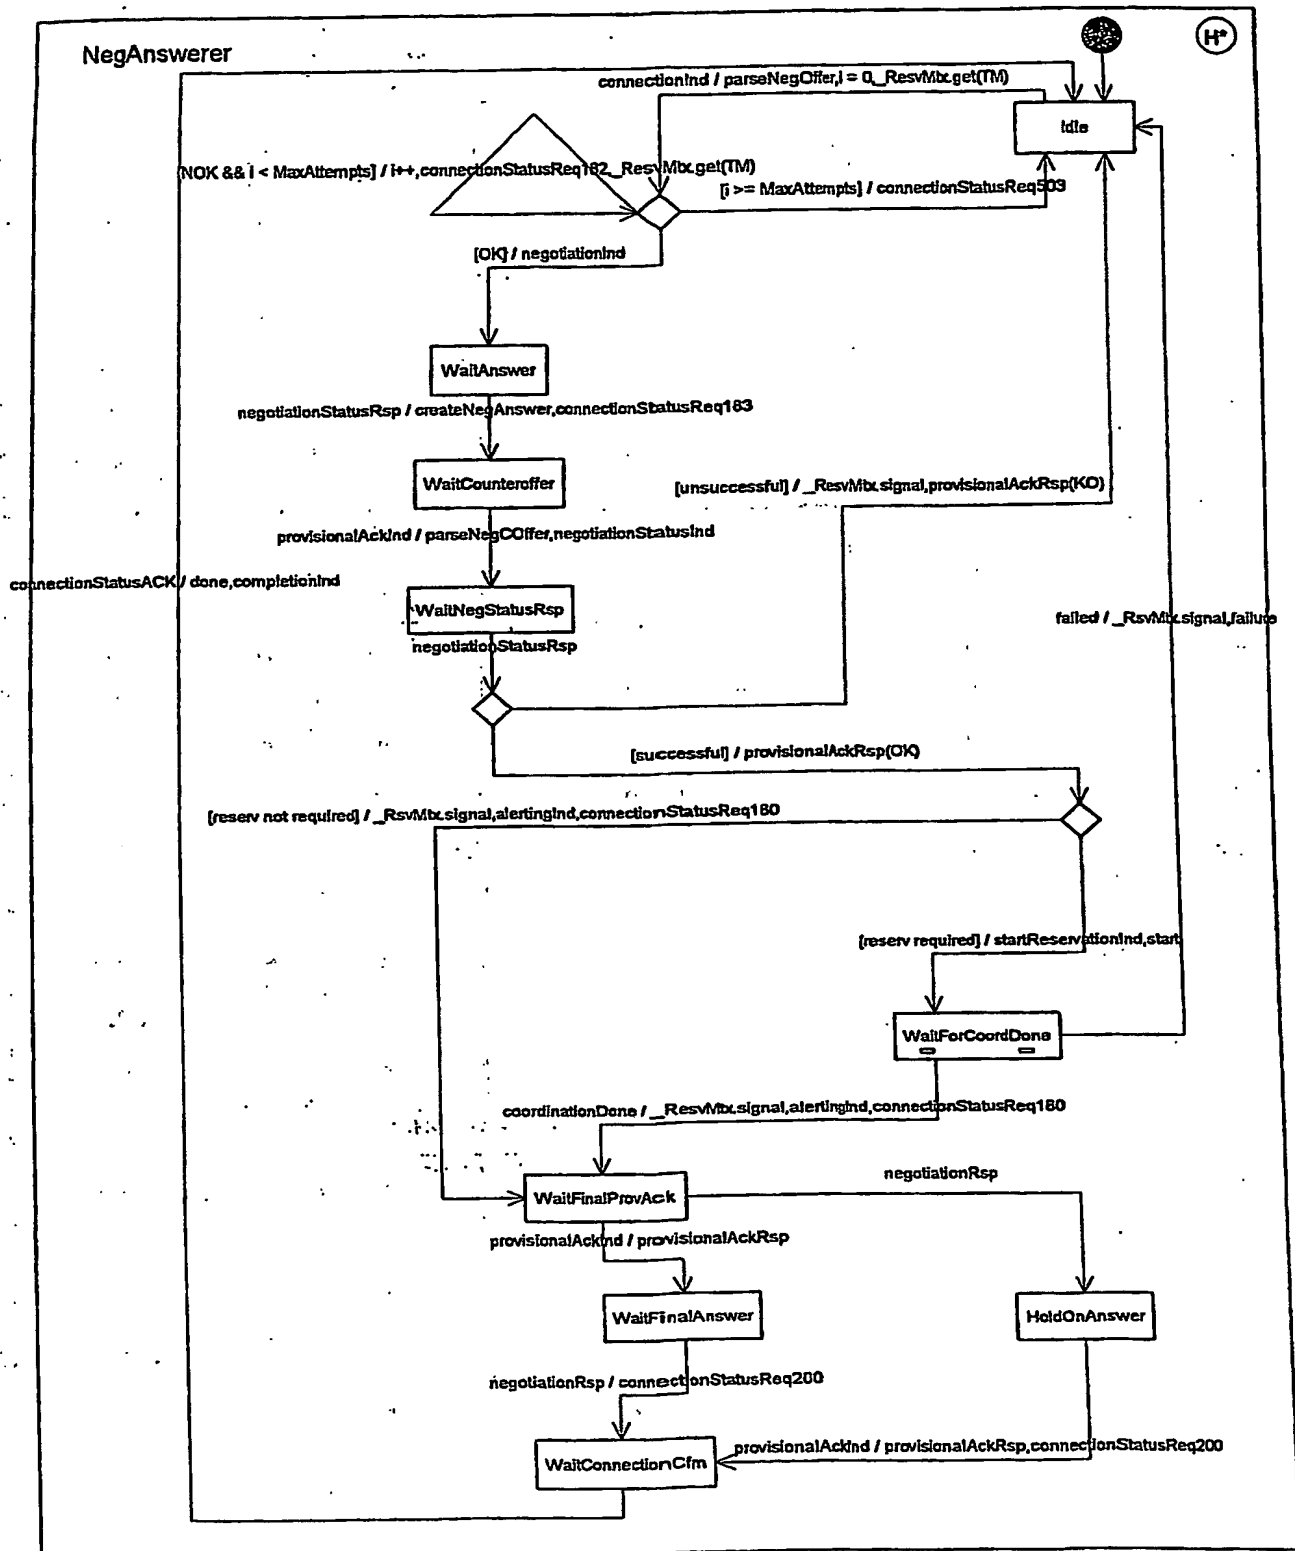 NegAnswerer
H*
connectionInd / parseNegOffer,i = 0,_ResvMtx.get(TM)
Idle
[NOK && i < MaxAttempts] / i++,connectionStatusReq182,_ResvMtx.get(TM)
[i >= MaxAttempts] / connectionStatusReq503
[OK] / negotiationInd
WaitAnswer
negotiationStatusRsp / createNegAnswer,connectionStatusReq183
WaitCounteroffer
[unsuccessful] / _ResvMtx.signal,provisionalAckRsp(KO)
provisionalAckInd / parseNegCOffer,negotiationStatusInd
connectionStatusACK / done,completionInd
WaitNegStatusRsp
failed / _RsvMtx.signal,failure
negotiationStatusRsp
[successful] / provisionalAckRsp(OK)
[reserv not required] / _RsvMtx.signal,alertingInd,connectionStatusReq180
[reserv required] / startReservationInd,start
WaitForCoordDone
coordinationDone / _ResvMtx.signal,alertingInd,connectionStatusReq180
negotiationRsp
WaitFinalProvAck
provisionalAckInd / provisionalAckRsp
WaitFinalAnswer
HoldOnAnswer
negotiationRsp / connectionStatusReq200
provisionalAckInd / provisionalAckRsp,connectionStatusReq200
WaitConnectionCfm